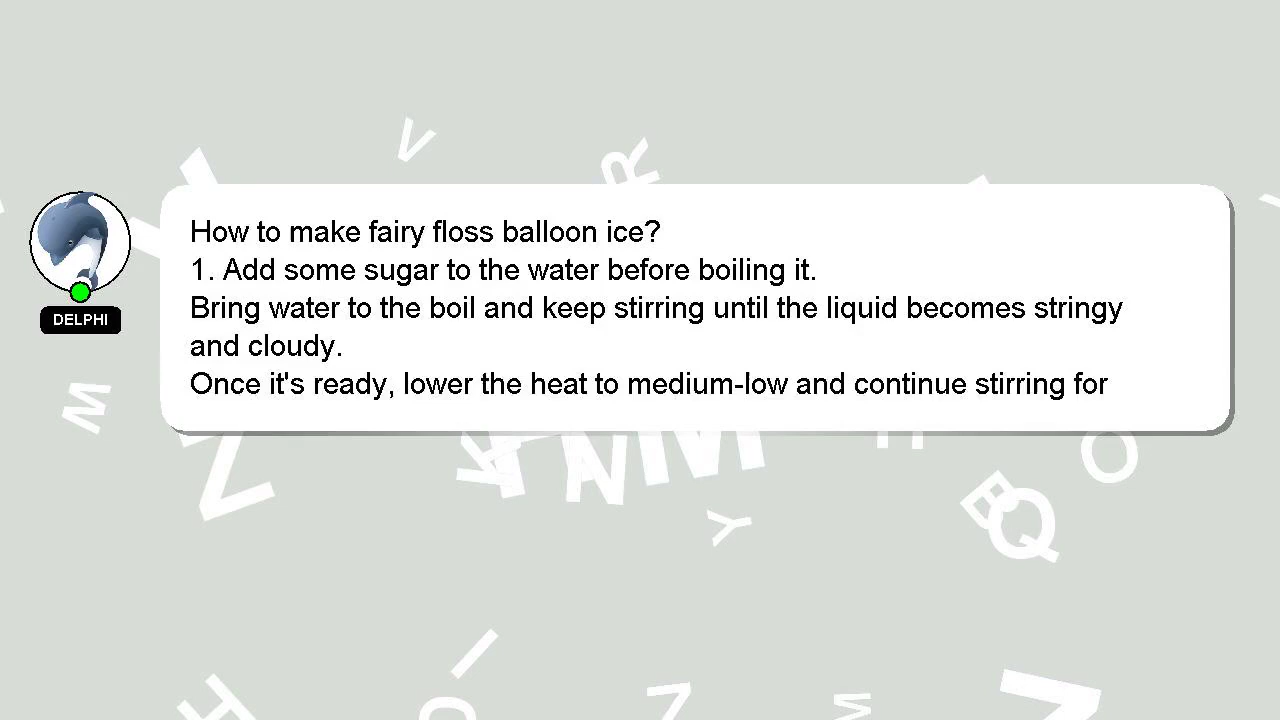 How to make fairy floss balloon ice?
1. Add some sugar to the water before boiling it.
Bring water to the boil and keep stirring until the liquid becomes stringy
and cloudy.
Once it's ready, lower the heat to medium-low and continue stirring for
DELPHI
V
R
W
Z
K
N
M
Y
B
Q
O
I
H
O
Z
M
Z